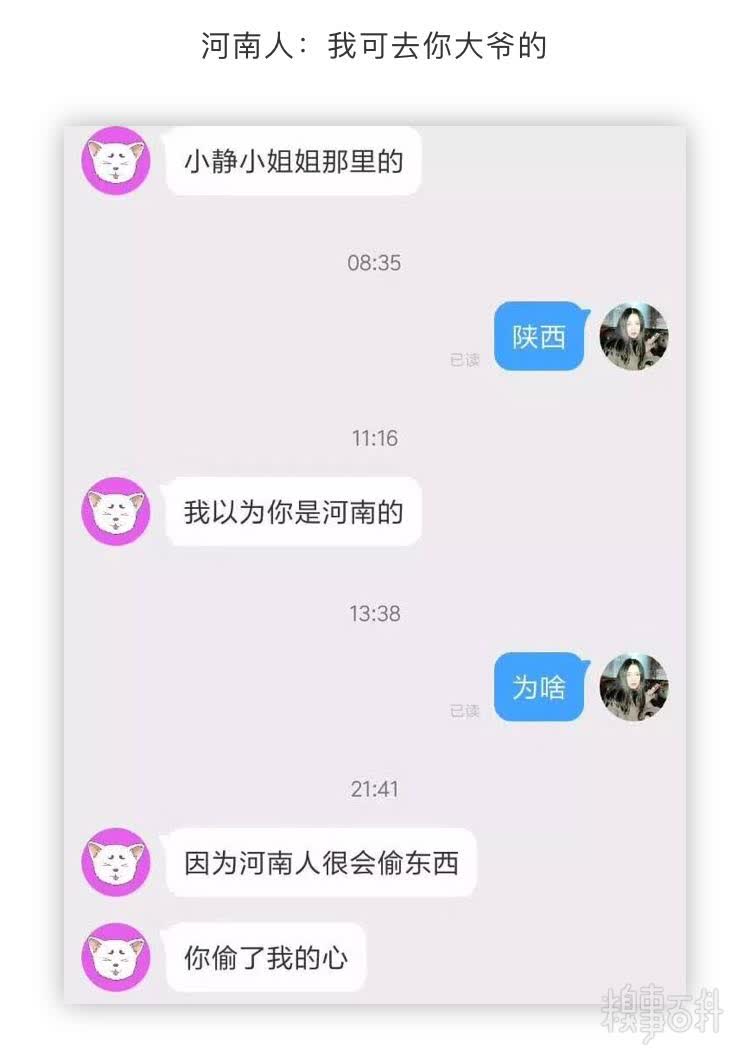 河南人：我可去你大爷的
小静小姐姐那里的
08:35
陕西
已读
11:16
我以为你是河南的
13:38
为啥
已读
21:41
因为河南人很会偷东西
你偷了我的心
糗事百科